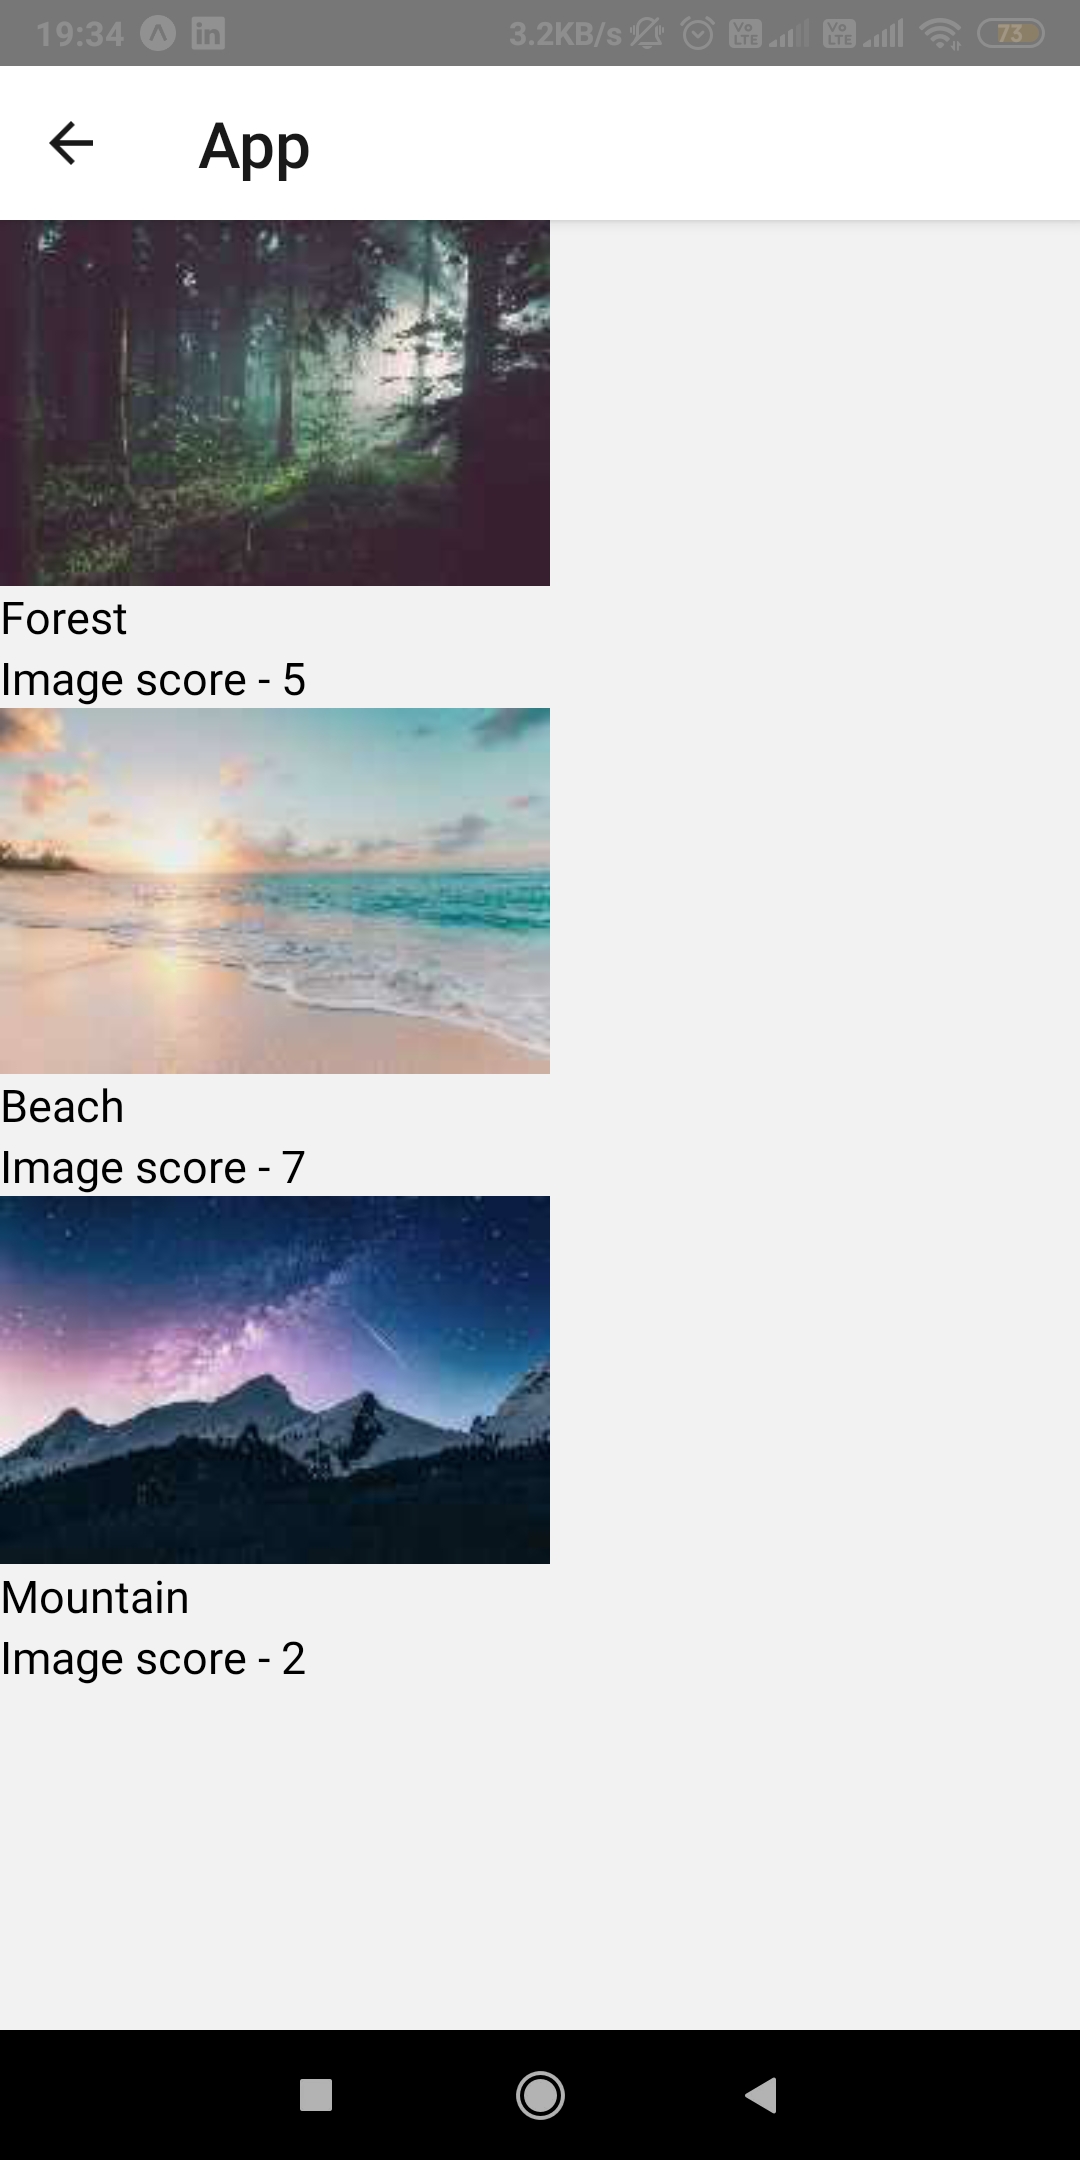 19:34 in 3.2KB/s Vo LTE Vo LTE 73
App
Forest
Image score - 5
Beach
Image score - 7
Mountain
Image score - 2